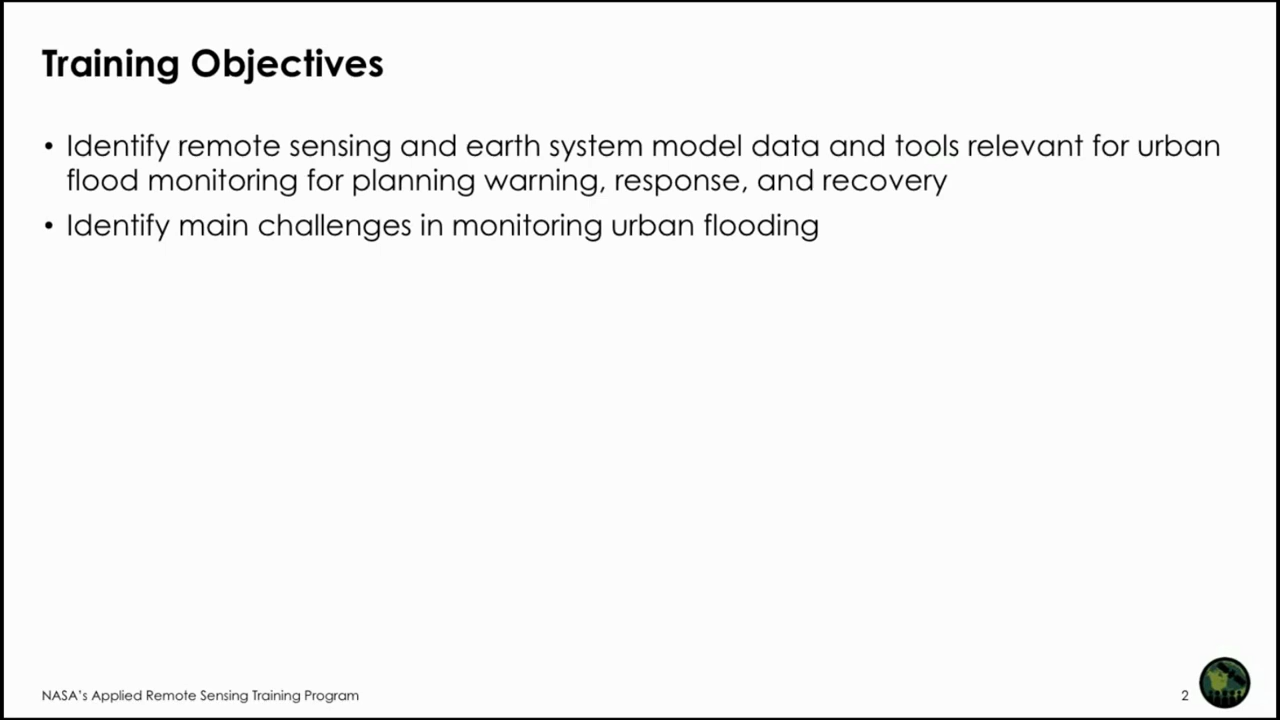 Training Objectives
• Identify remote sensing and earth system model data and tools relevant for urban
flood monitoring for planning warning, response, and recovery
• Identify main challenges in monitoring urban flooding
NASA's Applied Remote Sensing Training Program
2